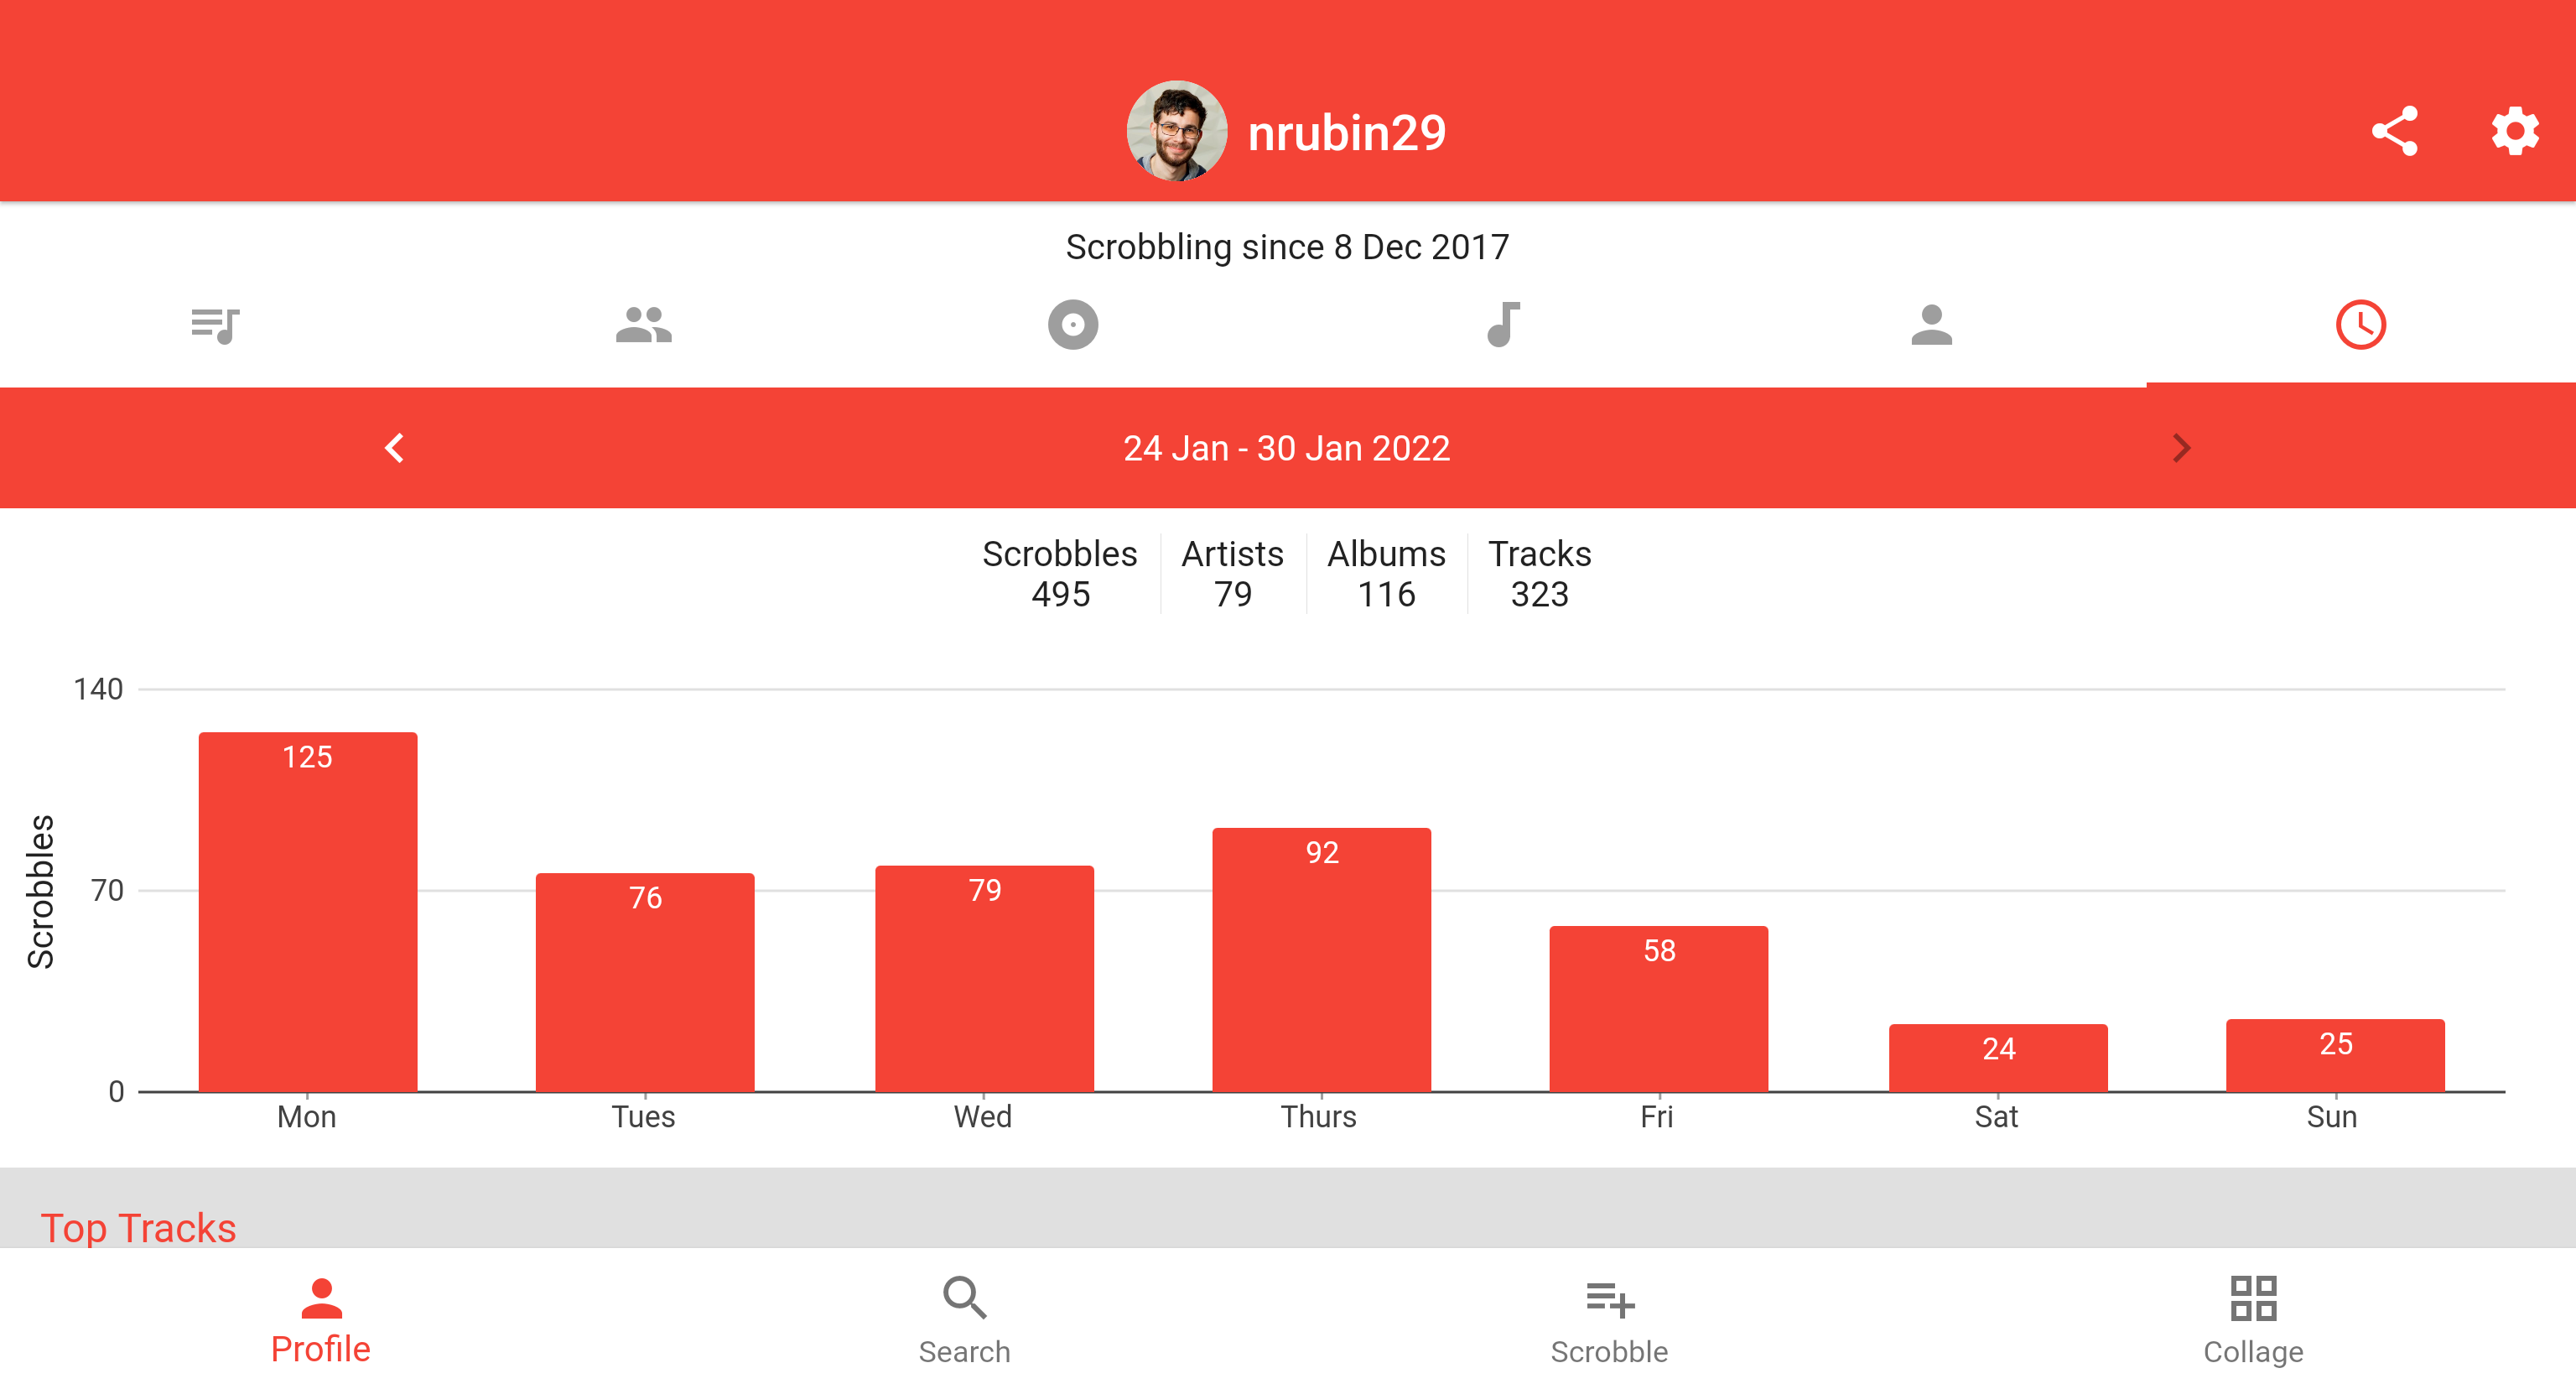 nrubin29
Scrobbling since 8 Dec 2017
24 Jan - 30 Jan 2022
Scrobbles Artists Albums Tracks
495 79 116 323
140
70
0
Scrobbles
125
76
79
92
58
24
25
Mon Tues Wed Thurs Fri Sat Sun
Top Tracks
Profile Search Scrobble Collage